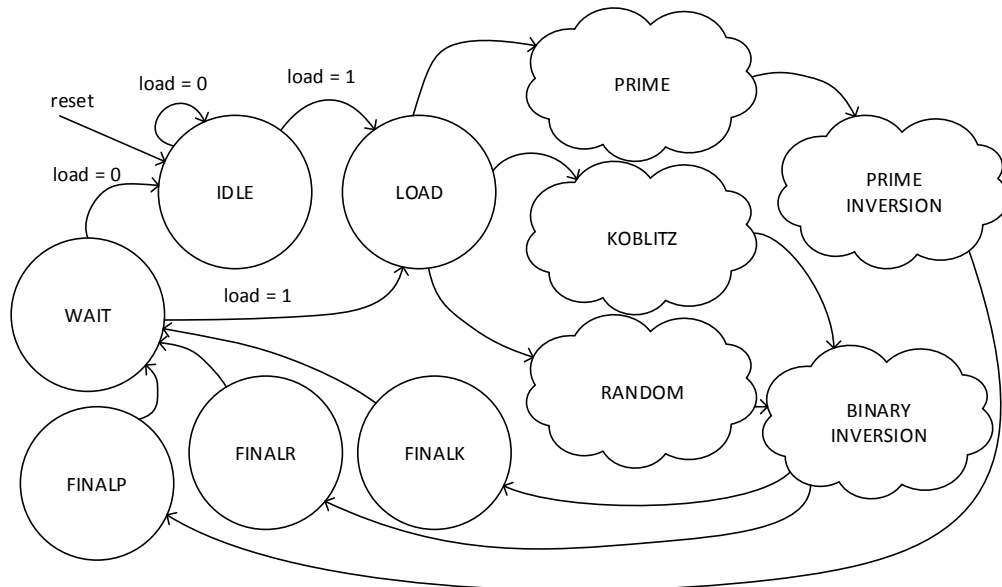 load = 0
load = 1
reset
PRIME
load = 0
IDLE
LOAD
PRIME
INVERSION
KOBLITZ
WAIT
load = 1
RANDOM
BINARY
INVERSION
FINALP
FINALR
FINALK